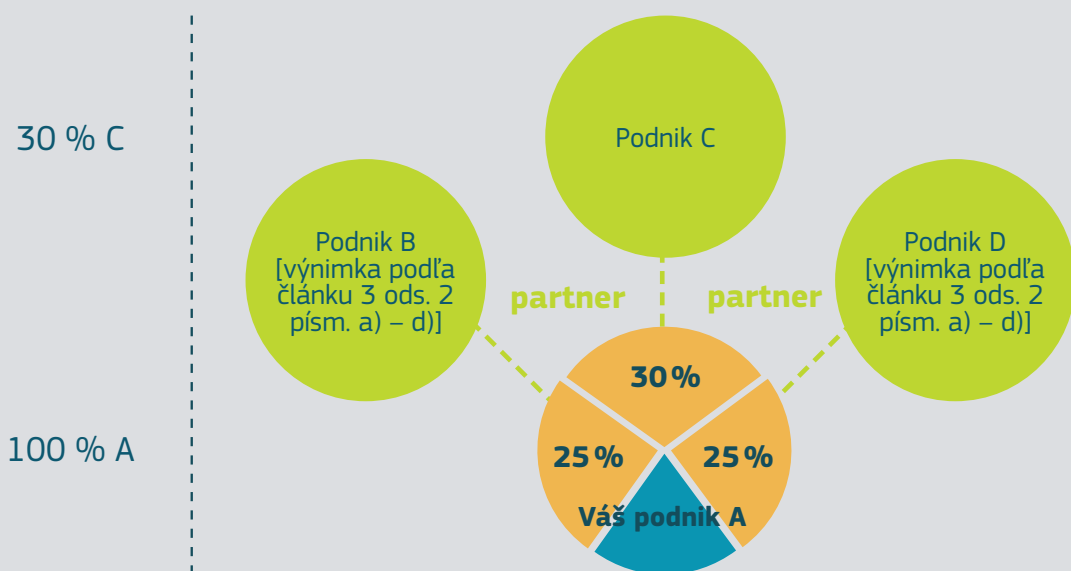 30 % C
Podnik C
Podnik B
[výnimka podľa
článku 3 ods. 2
písm. a) – d)]
Podnik D
[výnimka podľa
článku 3 ods. 2
písm. a) – d)]
partner
partner
30 %
100 % A
25 %
25 %
Váš podnik A